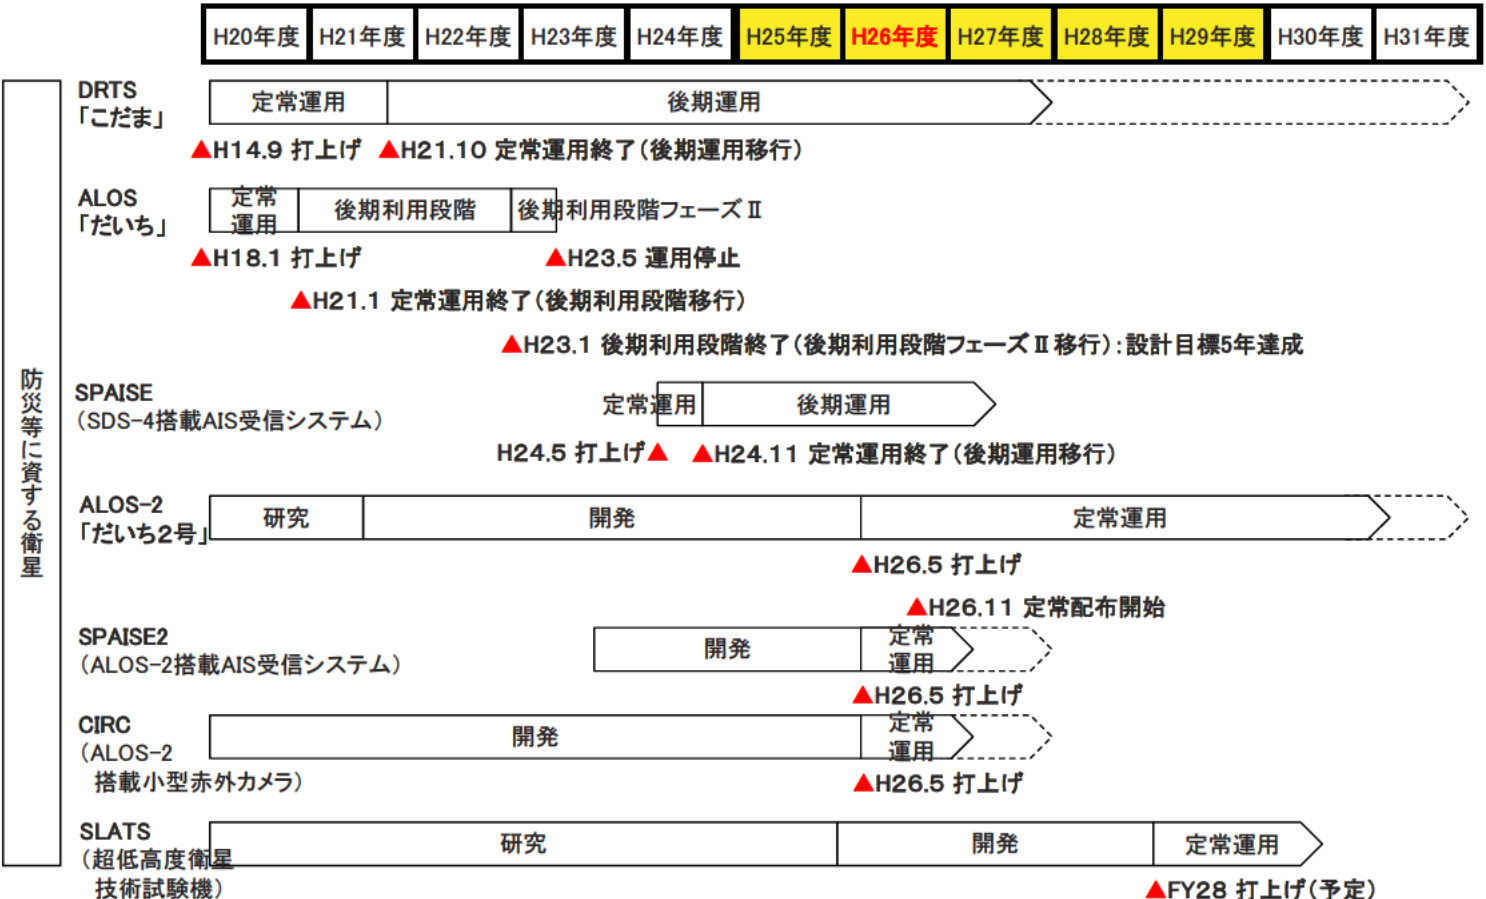 H20年度 H21年度 H22年度 H23年度 H24年度 H25年度 H26年度 H27年度 H28年度 H29年度 H30年度 H31年度
防災等に資する衛星
DRTS
「こだま」
定常運用 後期運用
▲H14.9 打上げ ▲H21.10 定常運用終了（後期運用移行）
ALOS
「だいち」
定常
運用
後期利用段階 後期利用段階フェーズⅡ
▲H18.1 打上げ ▲H23.5 運用停止
▲H21.1 定常運用終了（後期利用段階移行）
▲H23.1 後期利用段階終了（後期利用段階フェーズⅡ移行）：設計目標5年達成
SPAISE
（SDS-4搭載AIS受信システム）
定常運用 後期運用
H24.5 打上げ▲ ▲H24.11 定常運用終了（後期運用移行）
ALOS-2
「だいち2号」
研究 開発 定常運用
▲H26.5 打上げ
▲H26.11 定常配布開始
SPAISE2
（ALOS-2搭載AIS受信システム）
開発 定常
運用
▲H26.5 打上げ
CIRC
（ALOS-2
搭載小型赤外カメラ）
開発 定常
運用
▲H26.5 打上げ
SLATS
（超低高度衛星
技術試験機）
研究 開発 定常運用
▲FY28 打上げ（予定）